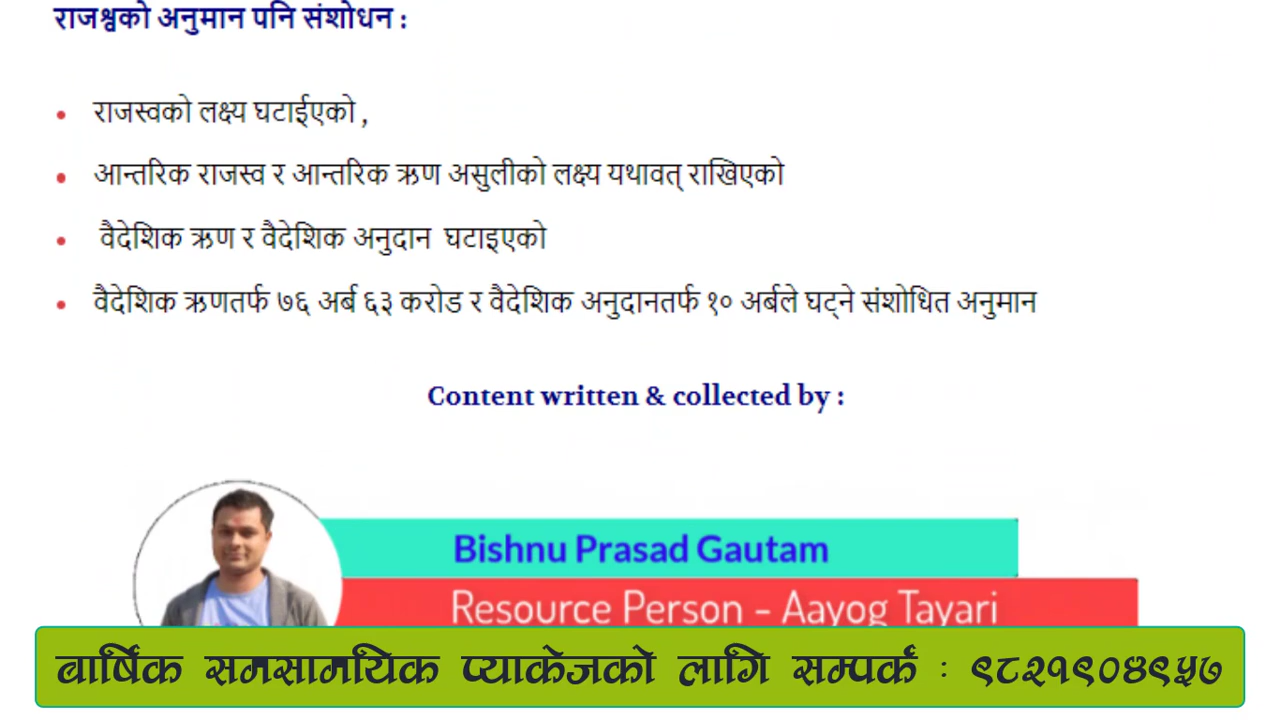 राजश्वको अनुमान पनि संशोधन :
• राजस्वको लक्ष्य घटाईएको ,
• आन्तरिक राजस्व र आन्तरिक ऋण असुलीको लक्ष्य यथावत् राखिएको
• वैदेशिक ऋण र वैदेशिक अनुदान घटाइएको
• वैदेशिक ऋणतर्फ ७६ अर्ब ६३ करोड र वैदेशिक अनुदानतर्फ १० अर्बले घट्ने संशोधित अनुमान
Content written & collected by :
Bishnu Prasad Gautam
Resource Person - Aayog Tayari
बार्षिक समसामयिक प्याकेजको लागि सम्पर्क : ९८२१९०४९५७